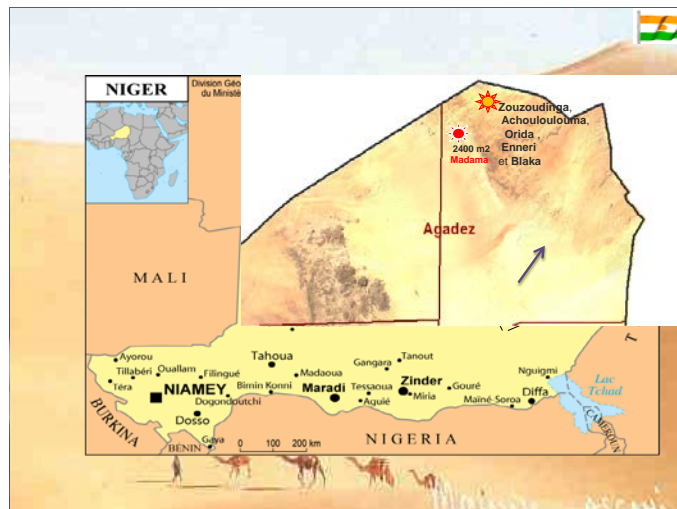 NIGER
Division Géo
du Ministè
Zouzoudinga,
Achouloulouma,
Orida ,
Enneri
et Blaka
2400 m2
Madama
Agadez
MALI
Ayorou
Tillabéri
Ouallam
Filingué
Téra
NIAMEY
Dogondoutchi
Dosso
Gaya
Tahoua
Madaoua
Birnin Konni
Maradi
Tessaoua
Aguié
Gangara
Tanout
Zinder
Miria
Gouré
Nguigmi
Diffa
Maïné-Soroa
Lac
Tchad
T
BURKINA
BÉNIN
NIGERIA
CAMEROUN
0 100 200 km